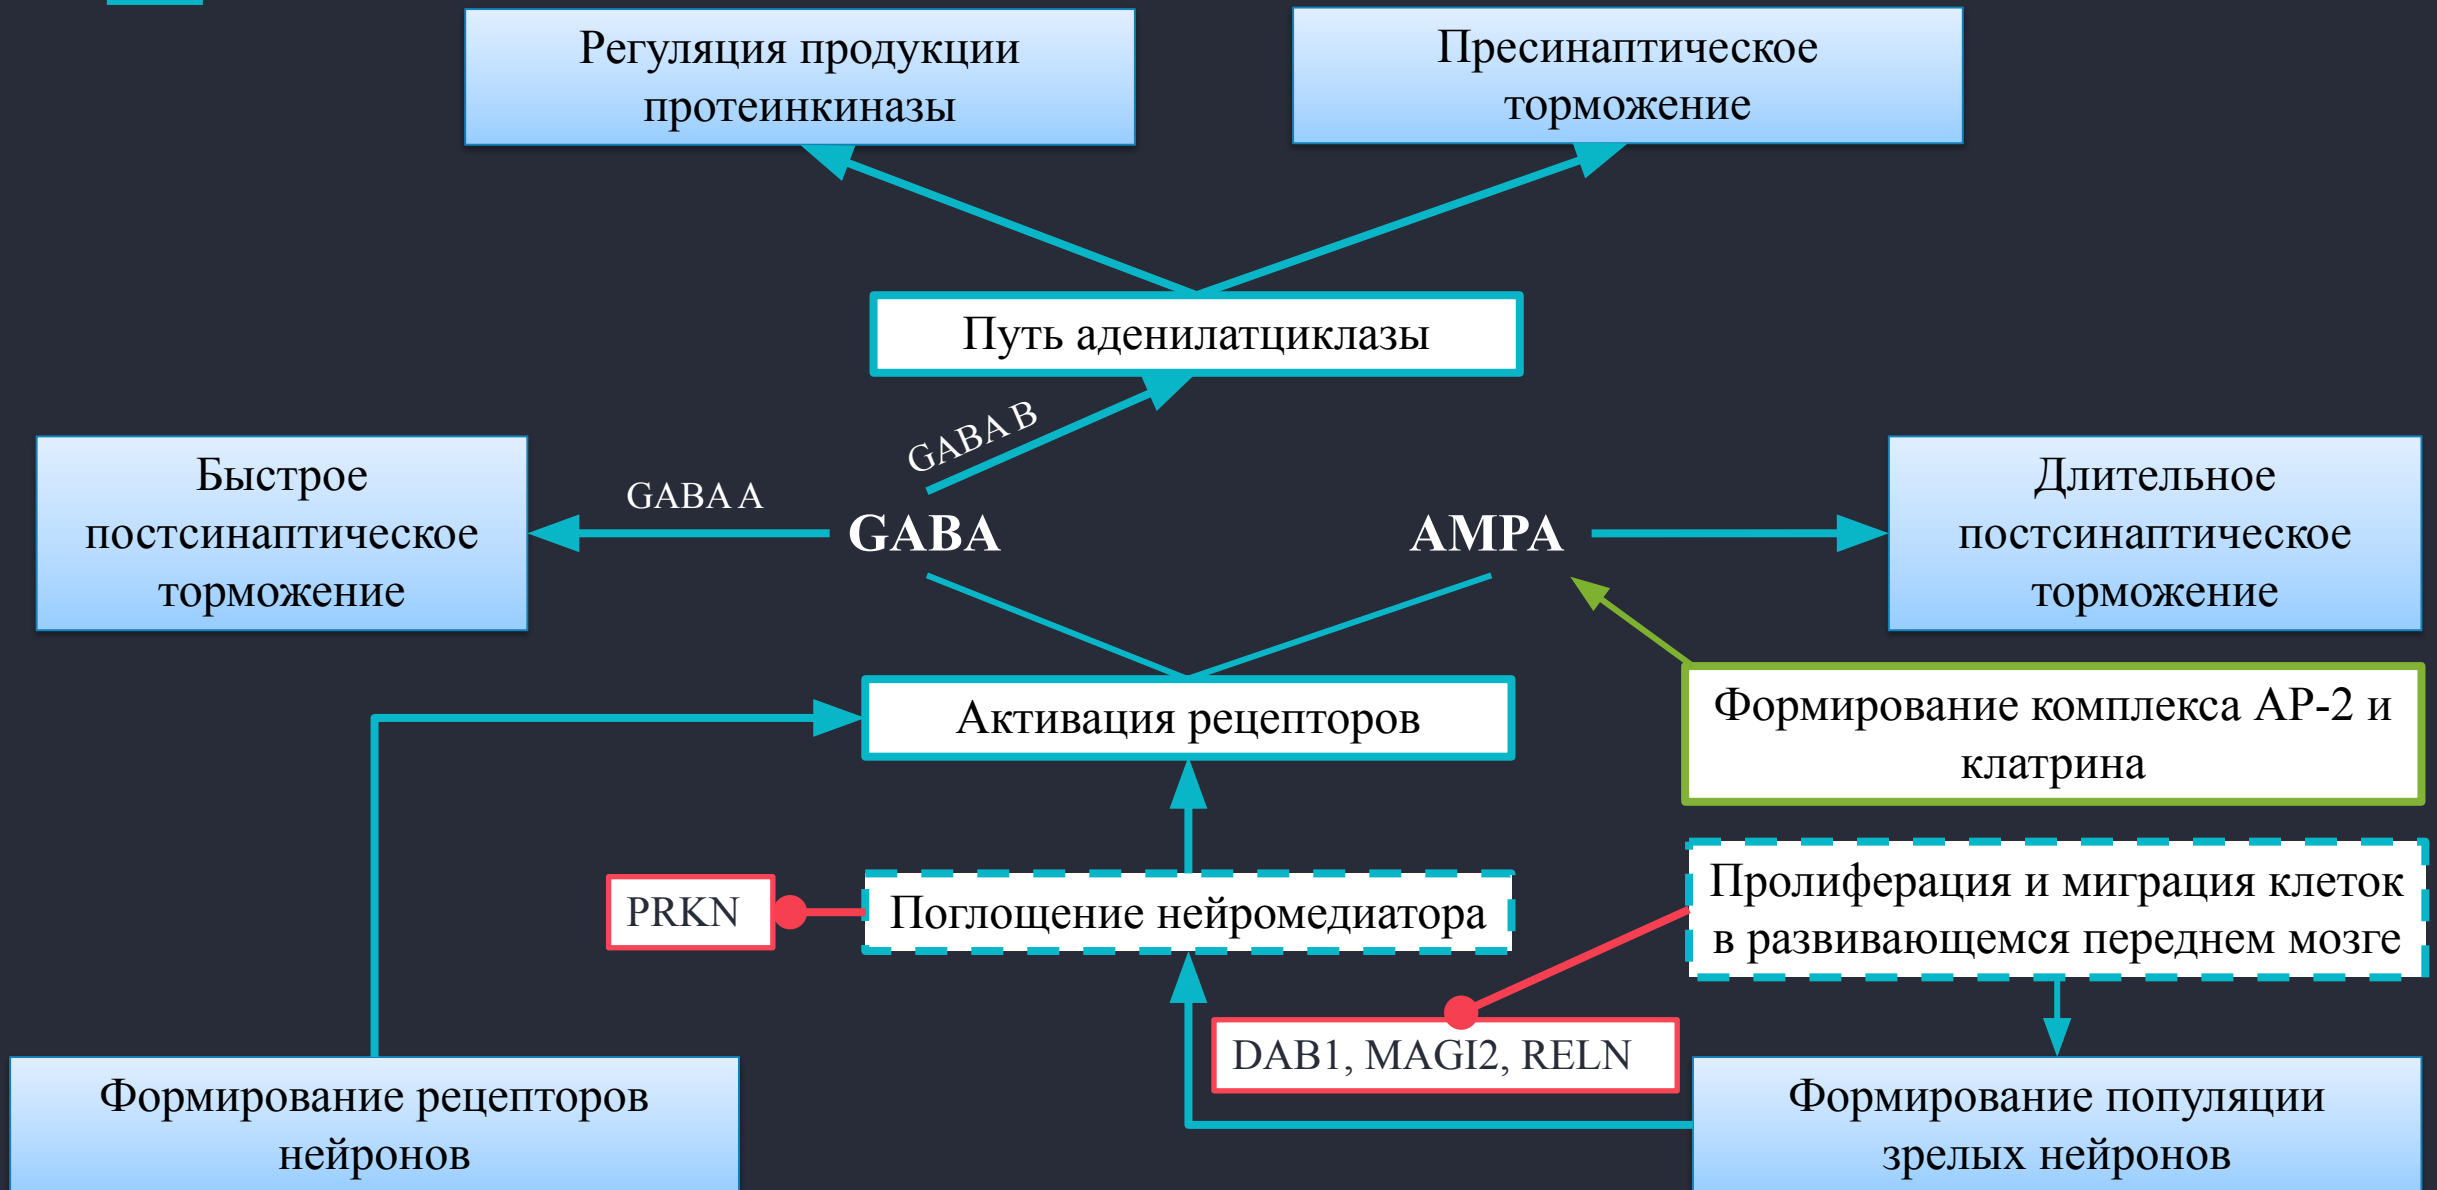 Регуляция продукции
протеинкиназы
Пресинаптическое
торможение
Путь аденилатциклазы
GABA B
Быстрое
постсинаптическое
торможение
GABA A
GABA
AMPA
Длительное
постсинаптическое
торможение
Активация рецепторов
Формирование комплекса AP-2 и
клатрина
PRKN
Поглощение нейромедиатора
Пролиферация и миграция клеток
в развивающемся переднем мозге
DAB1, MAGI2, RELN
Формирование рецепторов
нейронов
Формирование популяции
зрелых нейронов